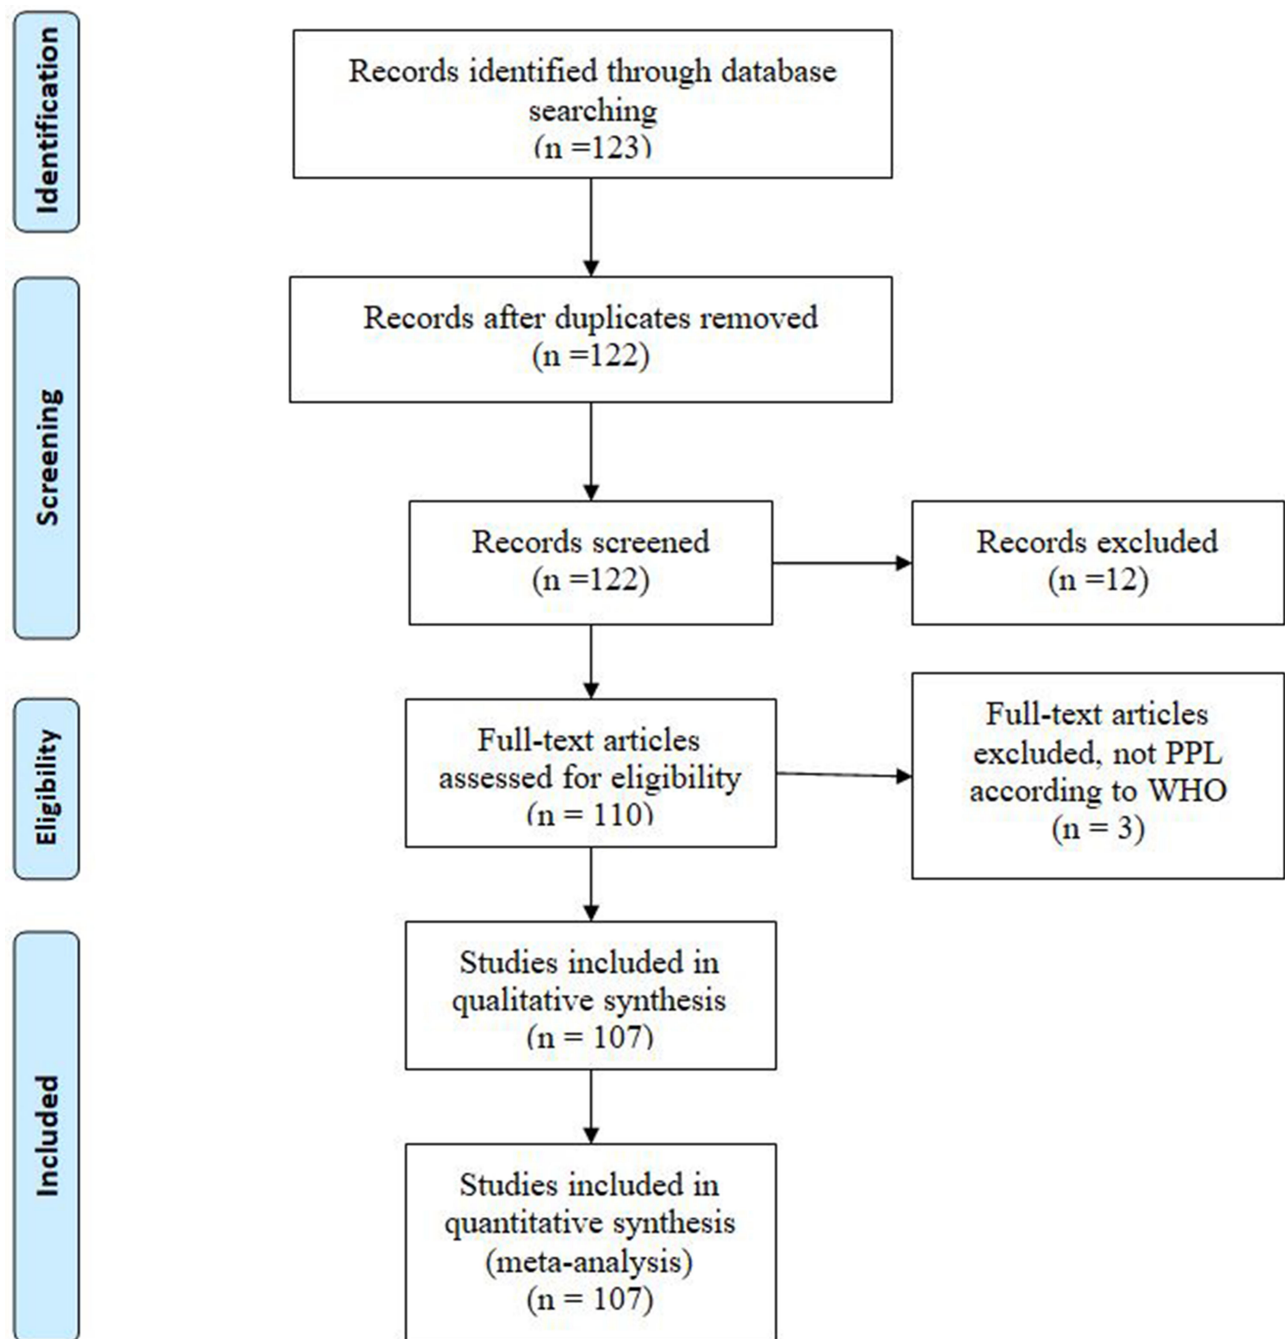 Identification
Records identified through database
searching
(n =123)
Screening
Records after duplicates removed
(n =122)
Records screened
(n =122)
Records excluded
(n =12)
Eligibility
Full-text articles
assessed for eligibility
(n = 110)
Full-text articles
excluded, not PPL
according to WHO
(n = 3)
Included
Studies included in
qualitative synthesis
(n = 107)
Studies included in
quantitative synthesis
(meta-analysis)
(n = 107)